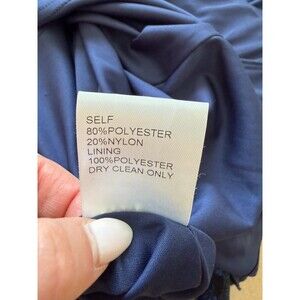 SELF
80%POLYESTER
20%NYLON
LINING
100%POLYESTER
DRY CLEAN ONLY